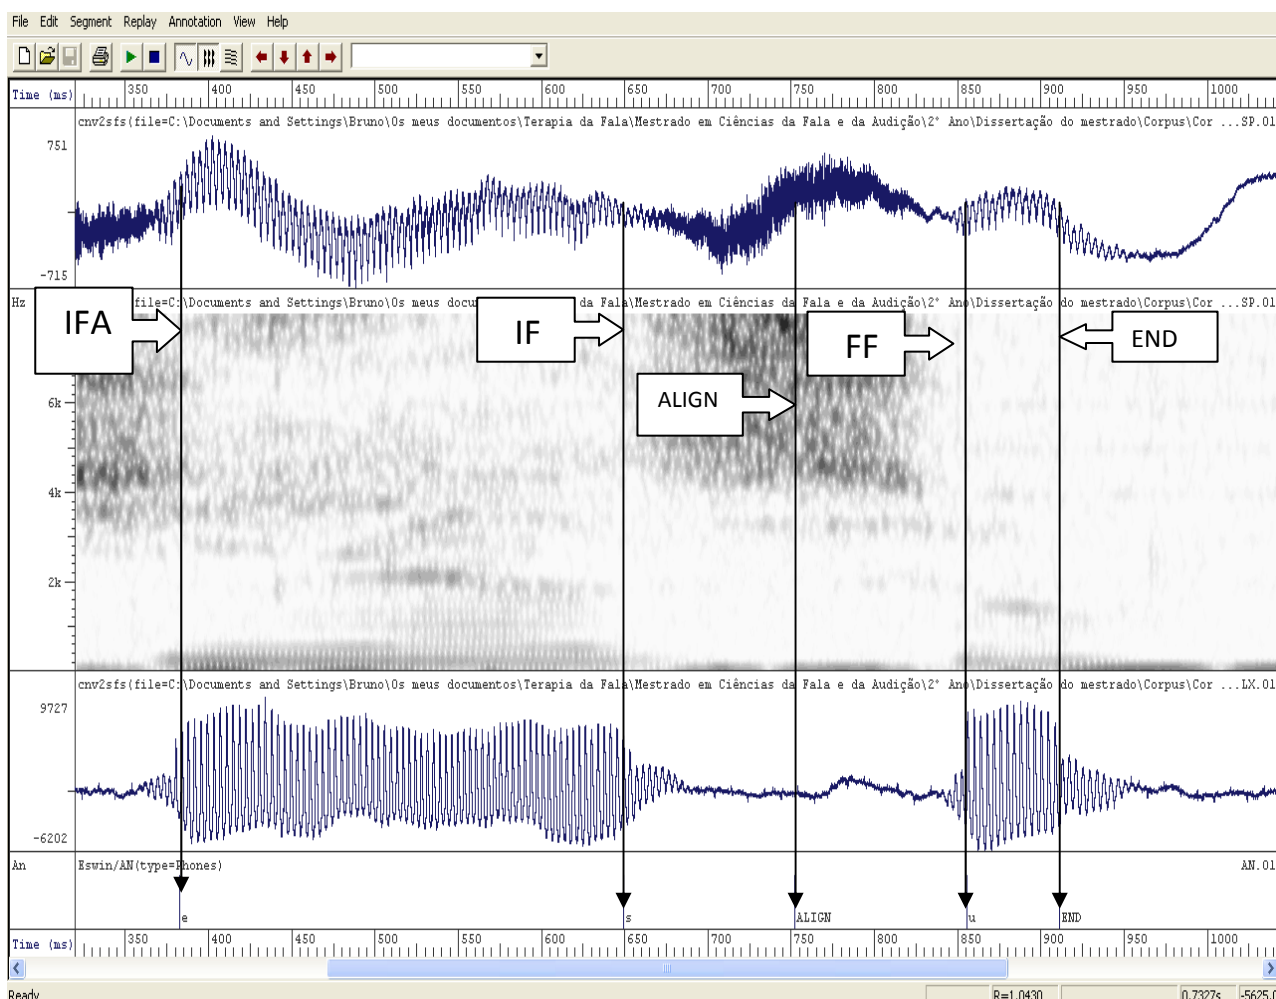 File Edit Segment Replay Annotation View Help
Time (ms) 350 400 450 500 550 600 650 700 750 800 850 900 950 1000
cnv2sfs(file=C:\Documents and Settings\Bruno\Os meus documentos\Terapia da Fala\Mestrado em Ciências da Fala e da Audição\2° Ano\Dissertação do mestrado\Corpus\Cor ...SP.01
751
-715
Hz file=C:\Documents and Settings\Bruno\Os meus docu da Fala\Mestrado em Ciências da Fala e da Audição\2° Ano\Dissertação do mestrado\Corpus\Cor ...SP.01
IFA
IF
FF
END
ALIGN
6k
4k
2k
cnv2sfs(file=C:\Documents and Settings\Bruno\Os meus documentos\Terapia da Fala\Mestrado em Ciências da Fala e da Audição\2° Ano\Dissertação do mestrado\Corpus\Cor ...LX.01
9727
-6202
An Eswin/AN(type=Phones) AN.01
e s ALIGN u END
Time (ms) 350 400 450 500 550 600 650 700 750 800 850 900 950 1000
Ready R=1.0430 0.7327s -5625.0